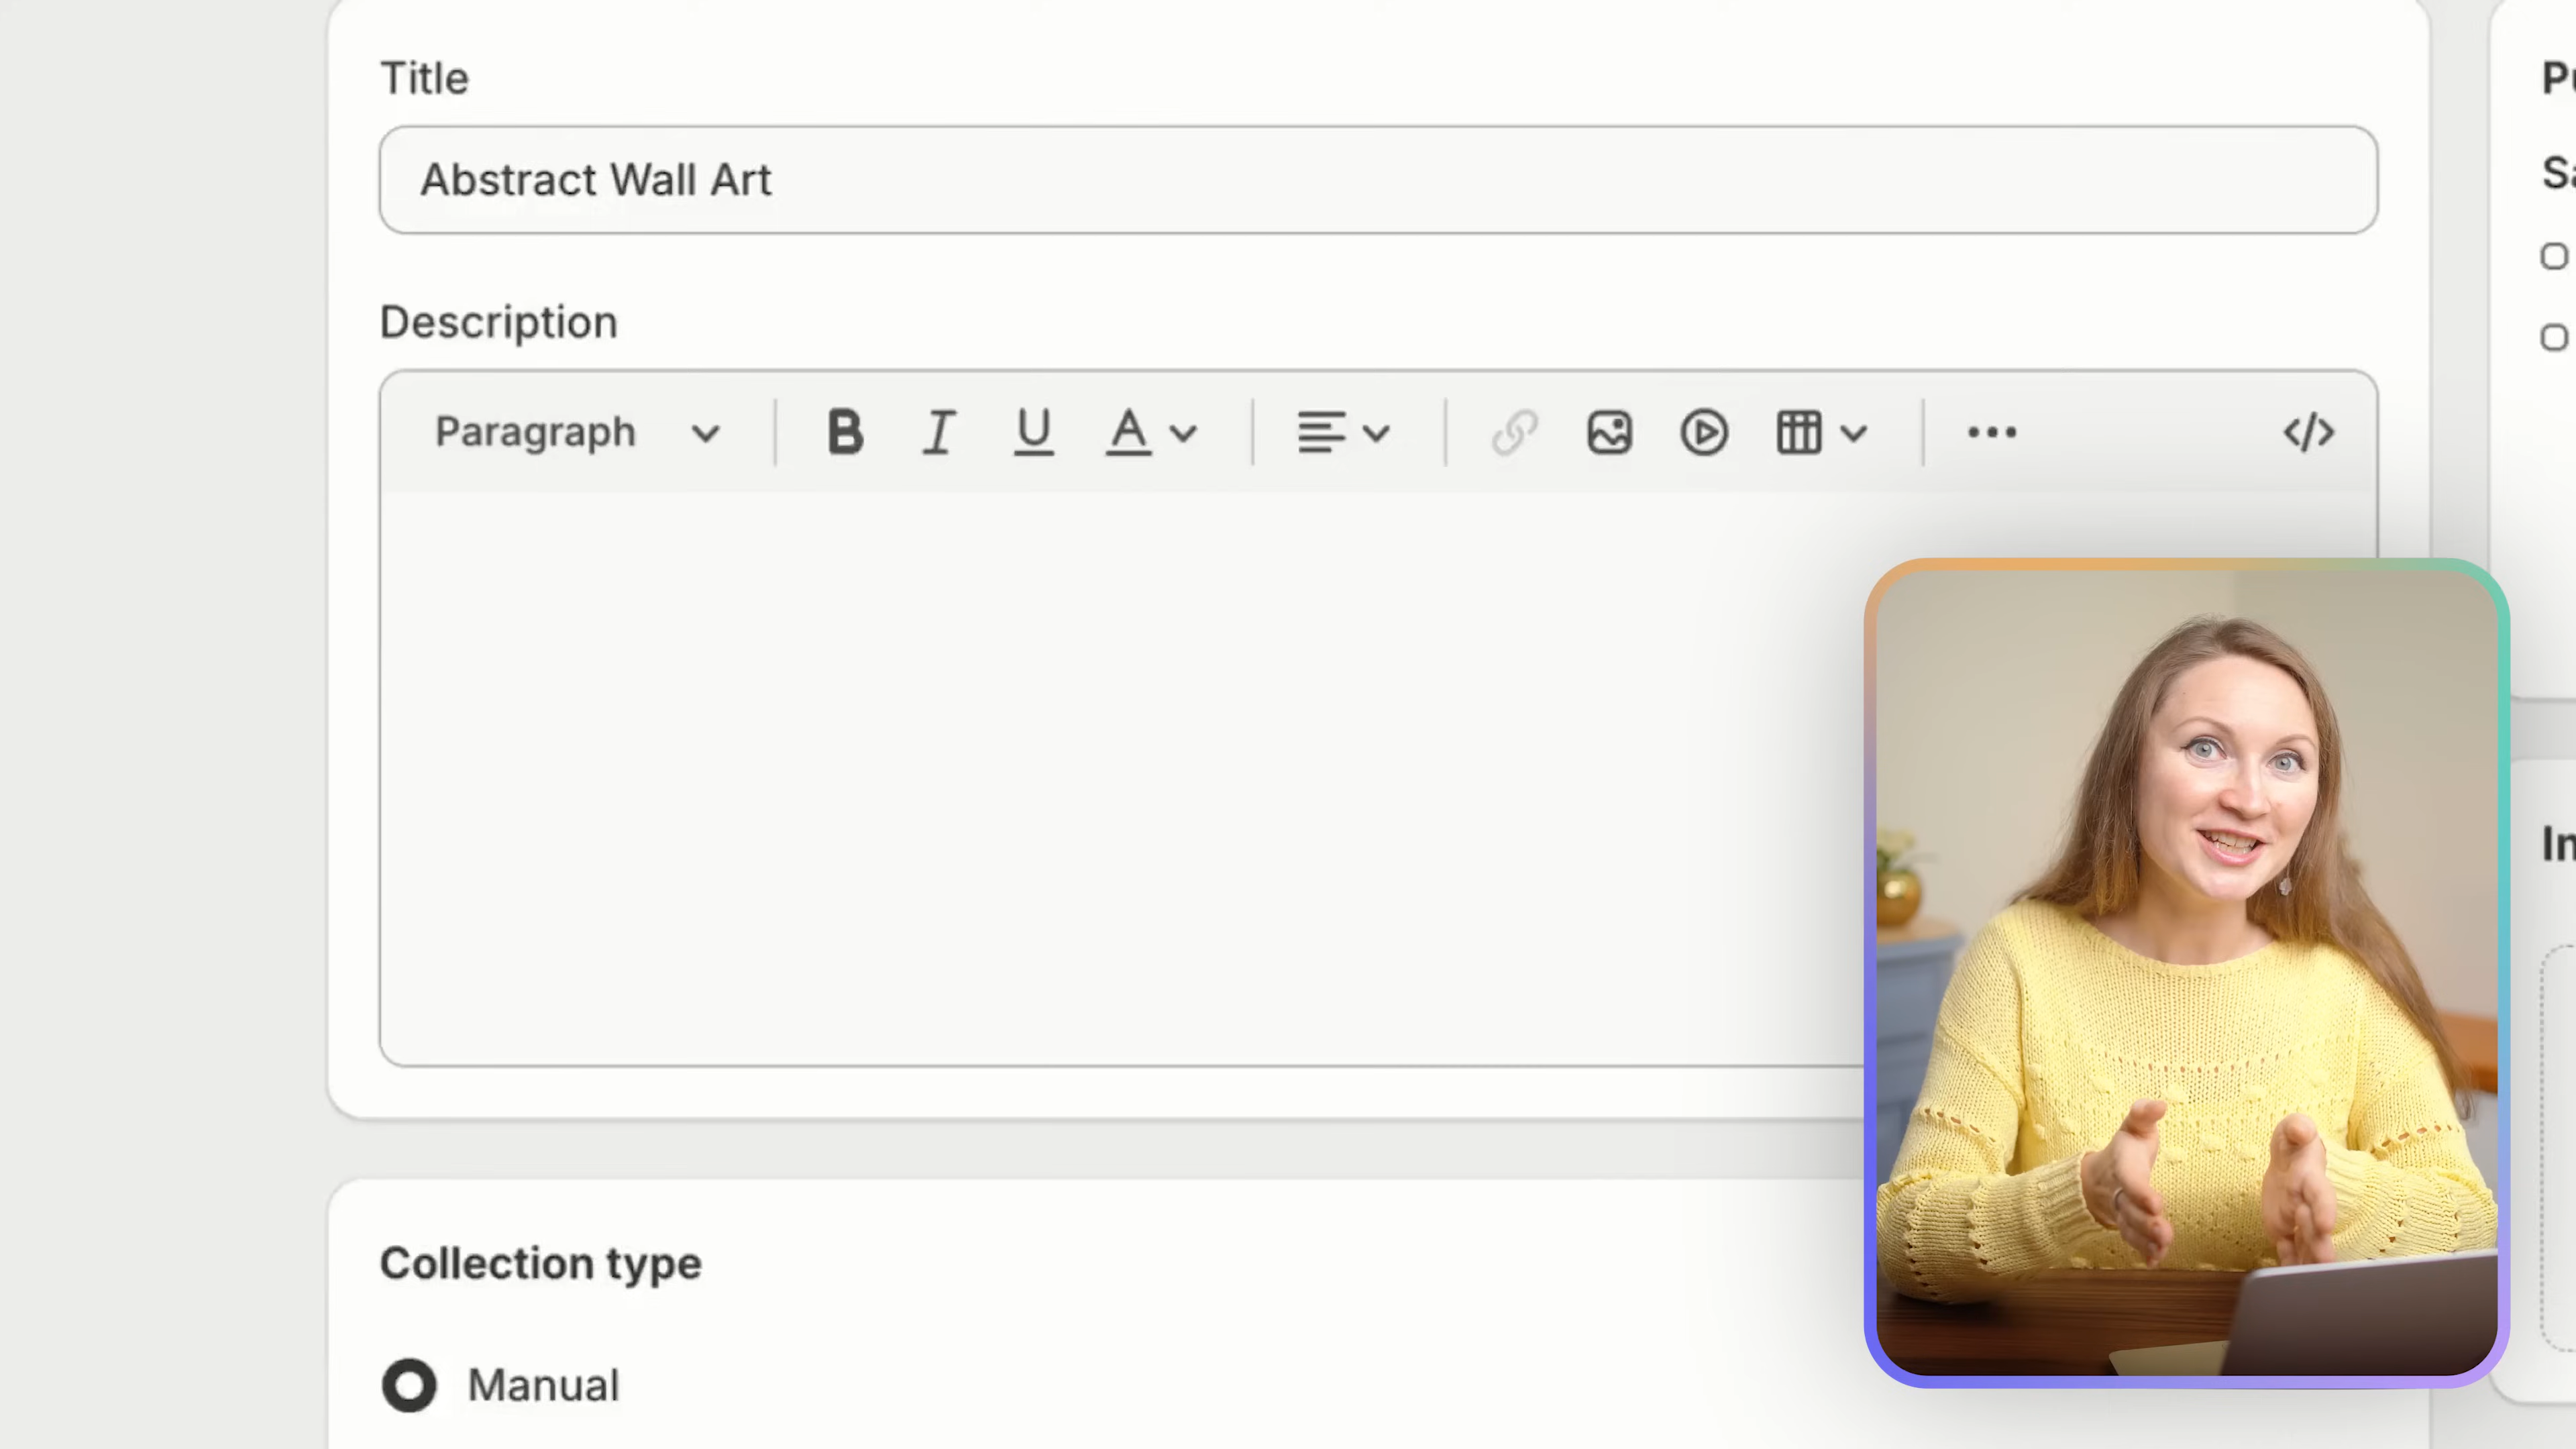 Title
Abstract Wall Art
Description
Paragraph
Collection type
Manual